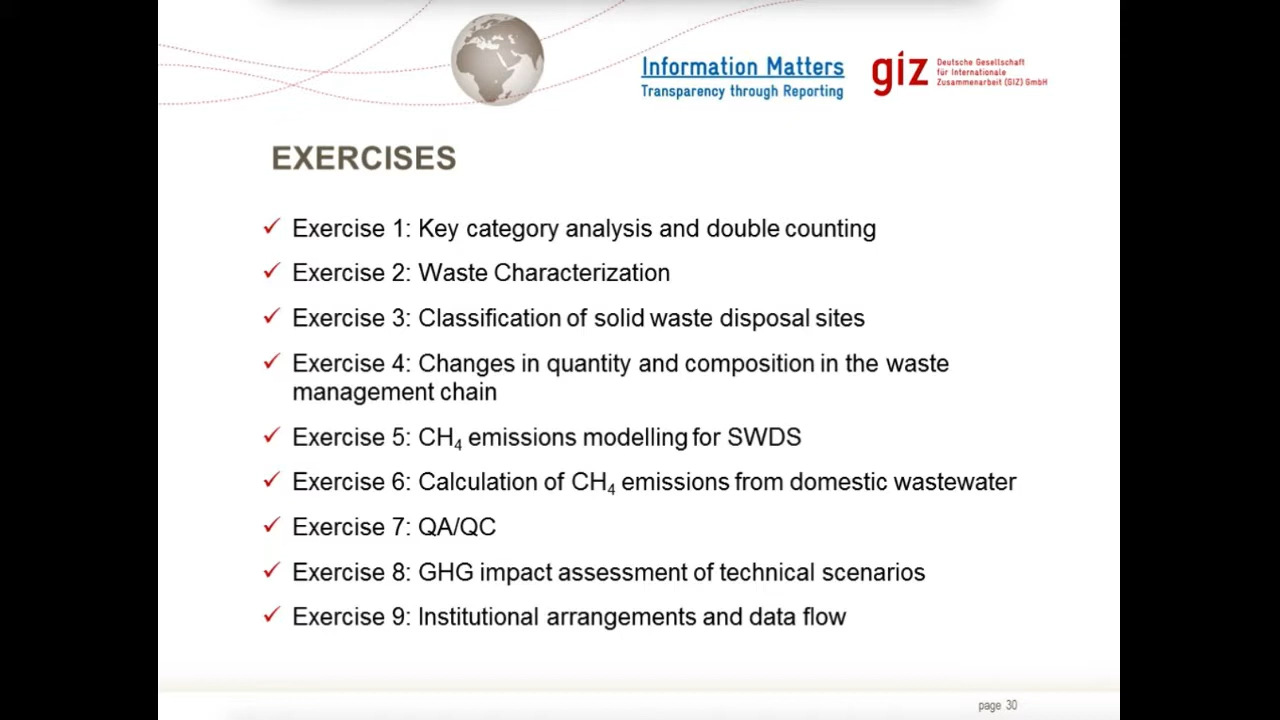 Information Matters
Transparency through Reporting
giz
Deutsche Gesellschaft
für Internationale
Zusammenarbeit (GIZ) GmbH
EXERCISES
✓ Exercise 1: Key category analysis and double counting
✓ Exercise 2: Waste Characterization
✓ Exercise 3: Classification of solid waste disposal sites
✓ Exercise 4: Changes in quantity and composition in the waste
management chain
✓ Exercise 5: CH₄ emissions modelling for SWDS
✓ Exercise 6: Calculation of CH₄ emissions from domestic wastewater
✓ Exercise 7: QA/QC
✓ Exercise 8: GHG impact assessment of technical scenarios
✓ Exercise 9: Institutional arrangements and data flow
page 30